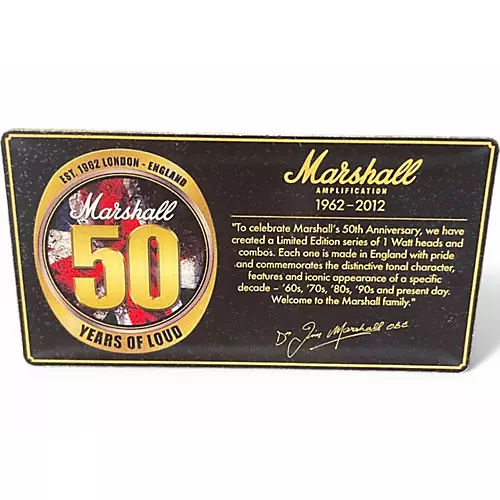 EST. 1962 LONDON - ENGLAND
Marshall
50
YEARS OF LOUD
Marshall
AMPLIFICATION
1962-2012
"To celebrate Marshall's 50th Anniversary, we have
created a Limited Edition series of 1 Watt heads and
combos. Each one is made in England with pride
and commemorates the distinctive tonal character,
features and iconic appearance of a specific
decade – '60s, '70s, '80s, '90s and present day.
Welcome to the Marshall family."
Dr Jim Marshall OBE